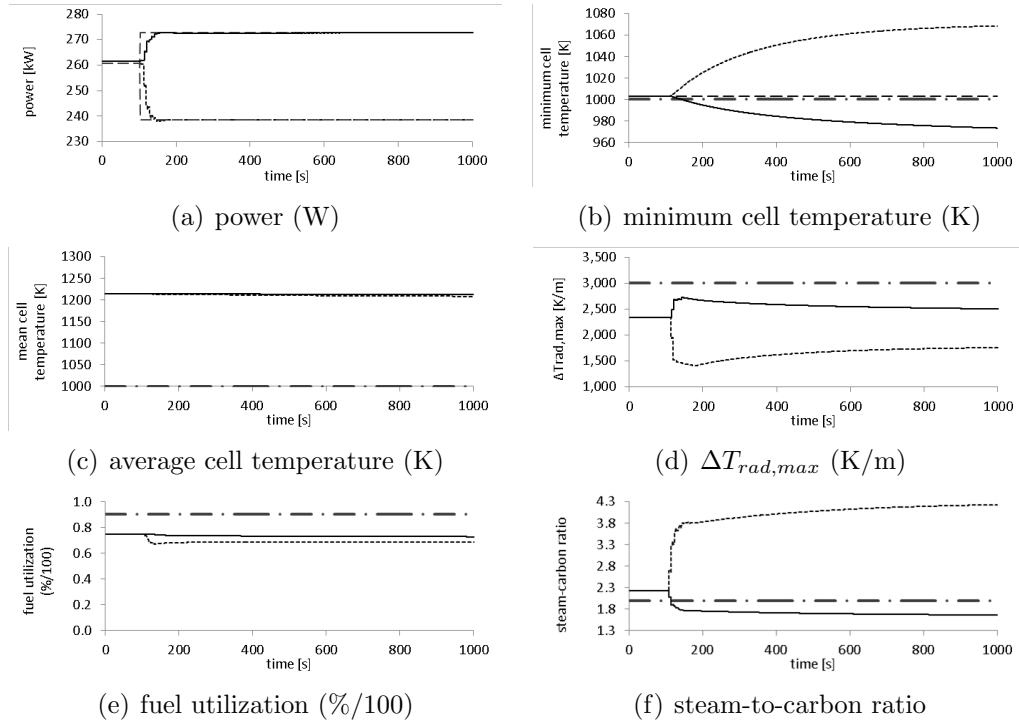 280
270
260
250
240
230
power [kW]
0 200 400 600 800 1000
time [s]
(a) power (W)
1080
1060
1040
1020
1000
980
960
minimum cell
temperature [K]
0 200 400 600 800 1000
time [s]
(b) minimum cell temperature (K)
1300
1250
1200
1150
1100
1050
1000
mean cell
temperature [K]
0 200 400 600 800 1000
time [s]
(c) average cell temperature (K)
3,500
3,000
2,500
2,000
1,500
1,000
ΔTrad,max [K/m]
0 200 400 600 800 1000
time [s]
(d) ΔT_{rad,max} (K/m)
1.0
0.8
0.6
0.4
0.2
0.0
fuel utilization
(%/100)
0 200 400 600 800 1000
time [s]
(e) fuel utilization (%/100)
4.3
3.8
3.3
2.8
2.3
1.8
1.3
steam-carbon ratio
0 200 400 600 800 1000
time [s]
(f) steam-to-carbon ratio